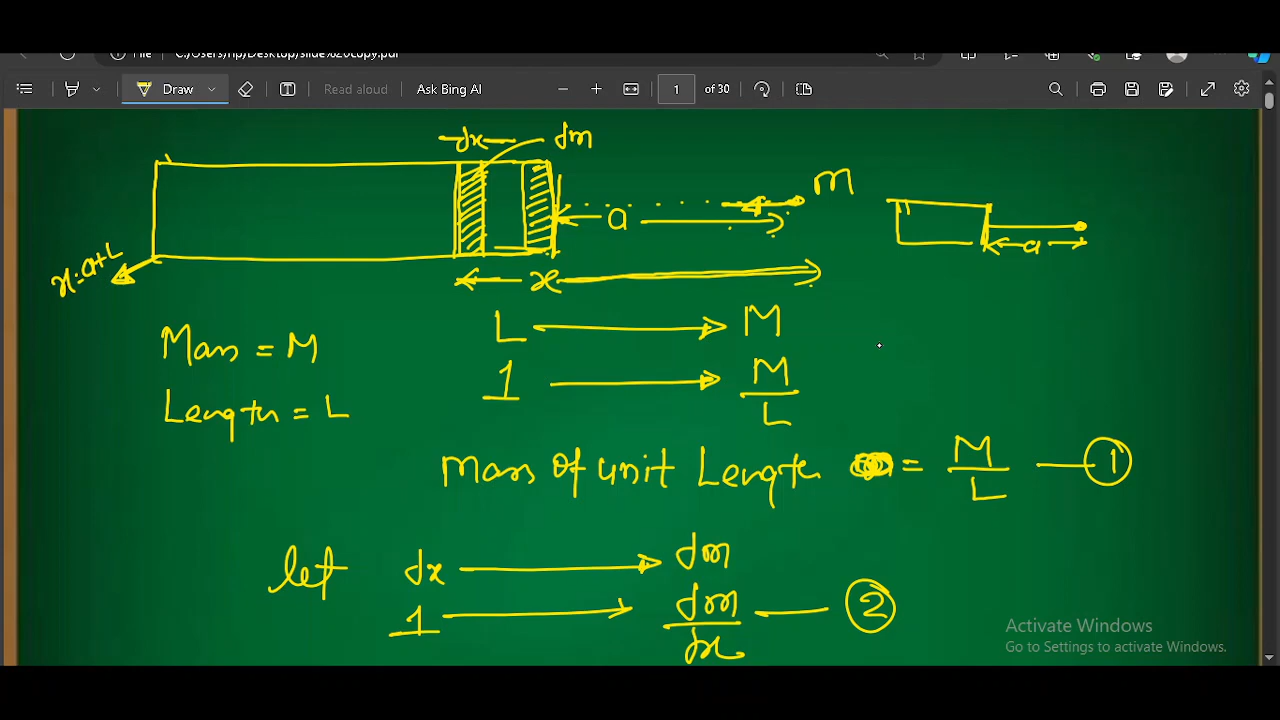 File C:/Users/hp/Desktop/slide%20copy.pdf
Draw Read aloud Ask Bing AI 1 of 30
dx dm
m
a
a
x=a+L
x
L → M
Mass = M
1 → M/L
Length = L
Mass of unit Length = M/L — 1
let dx → dm
1 → dm/dx — 2
Activate Windows
Go to Settings to activate Windows.